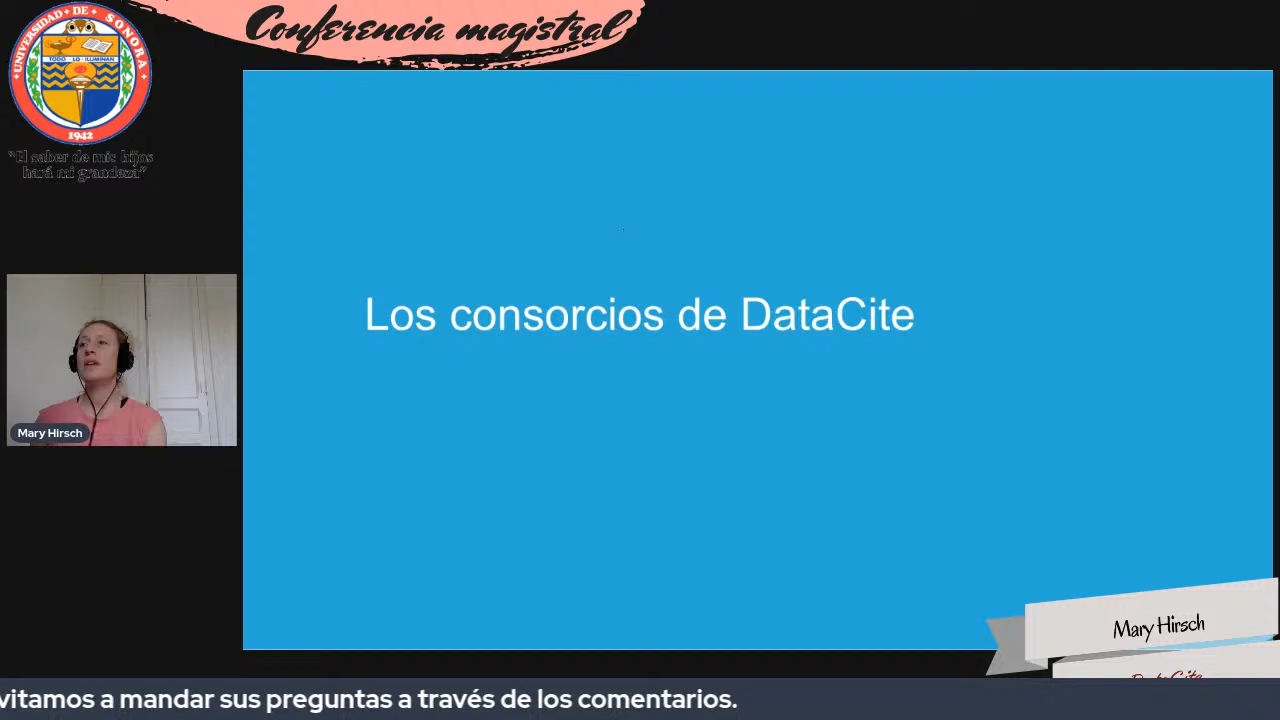 Conferencia magistral
UNIVERSIDAD DE SONORA
TODO LO ILUMINAN
1942
"El saber de mis hijos
hará mi grandeza"
Los consorcios de DataCite
Mary Hirsch
Mary Hirsch
DataCite
vitamos a mandar sus preguntas a través de los comentarios.